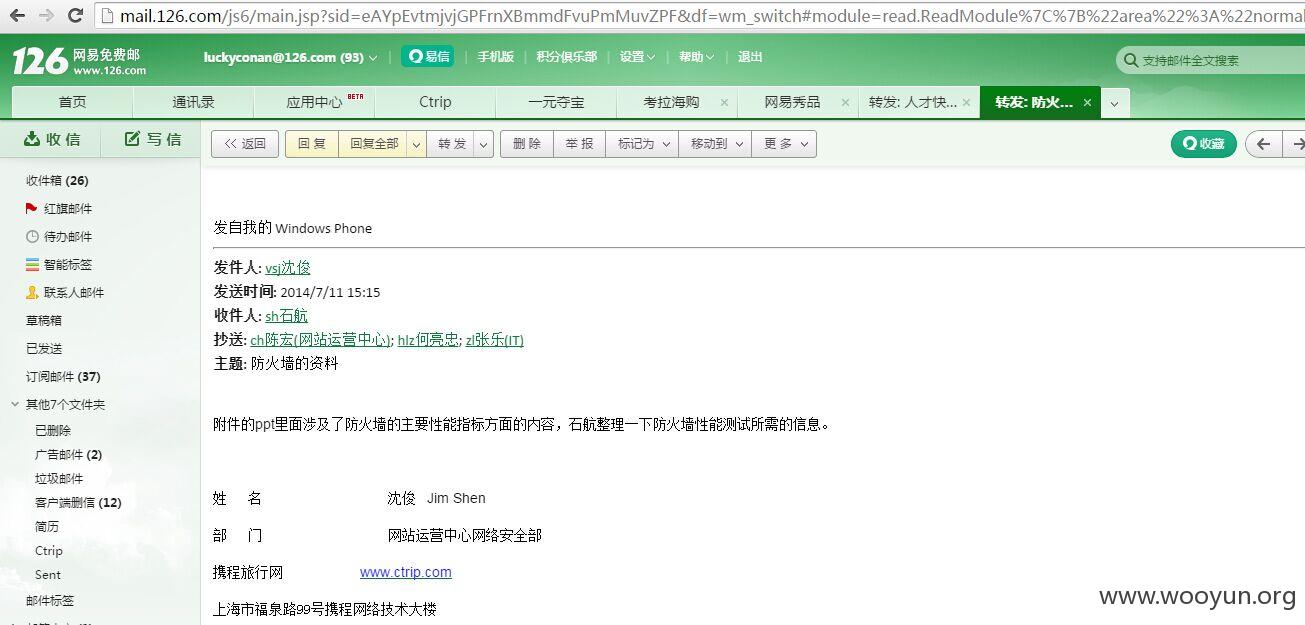 mail.126.com/js6/main.jsp?sid=eAYpEvtmjvjGPFrnXBmmdFvuPmMuvZPF&df=wm_switch#module=read.ReadModule%7C%7B%22area%22%3A%22norma
126 网易免费邮 www.126.com
luckyconan@126.com (93) 易信 手机版 积分俱乐部 设置 帮助 退出
支持邮件全文搜索
首页 通讯录 应用中心 BETA Ctrip 一元夺宝 考拉海购 × 网易秀品 × 转发: 人才快... × 转发: 防火... ×
收信 写信
<< 返回 回复 回复全部 转发 删除 举报 标记为 移动到 更多 收藏
收件箱 (26)
红旗邮件
待办邮件
智能标签
联系人邮件
草稿箱
已发送
订阅邮件 (37)
其他7个文件夹
已删除
广告邮件 (2)
垃圾邮件
客户端删信 (12)
简历
Ctrip
Sent
邮件标签
发自我的 Windows Phone
发件人: vsj沈俊
发送时间: 2014/7/11 15:15
收件人: sh石航
抄送: ch陈宏(网站运营中心); hlz何亮忠; zl张乐(IT)
主题: 防火墙的资料
附件的ppt里面涉及了防火墙的主要性能指标方面的内容，石航整理一下防火墙性能测试所需的信息。
姓 名 沈俊 Jim Shen
部 门 网站运营中心网络安全部
携程旅行网 www.ctrip.com
上海市福泉路99号携程网络技术大楼
www.wooyun.org